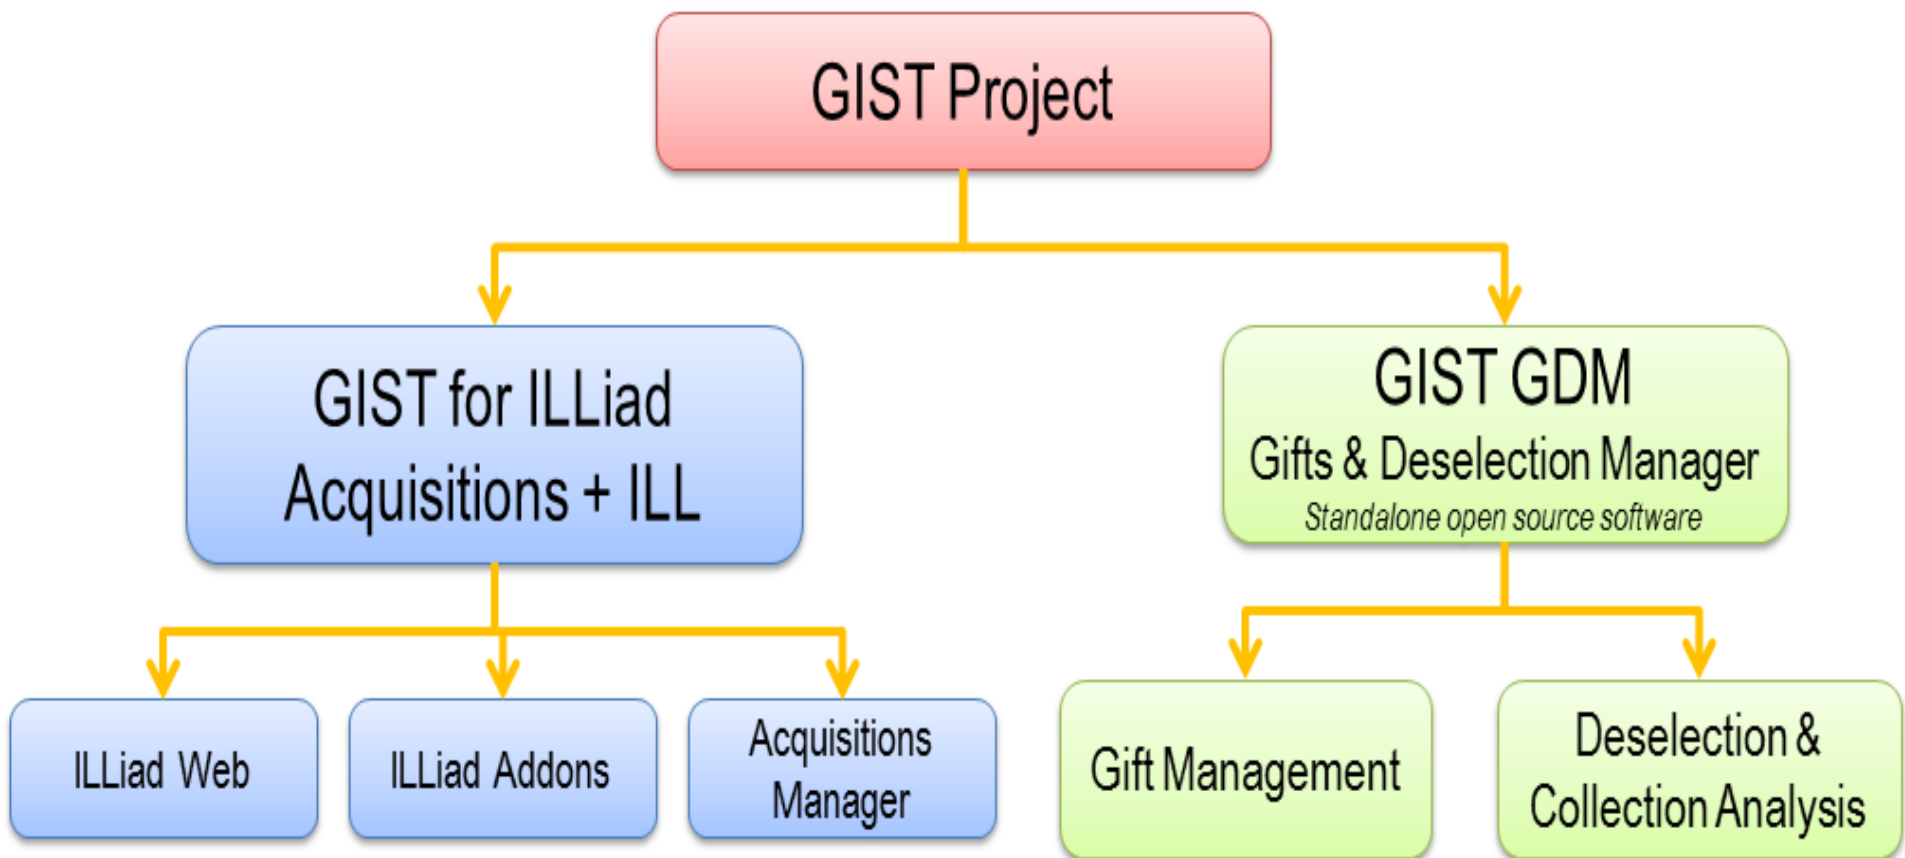 GIST Project
GIST for ILLiad
Acquisitions + ILL
GIST GDM
Gifts & Deselection Manager
Standalone open source software
ILLiad Web
ILLiad Addons
Acquisitions
Manager
Gift Management
Deselection &
Collection Analysis